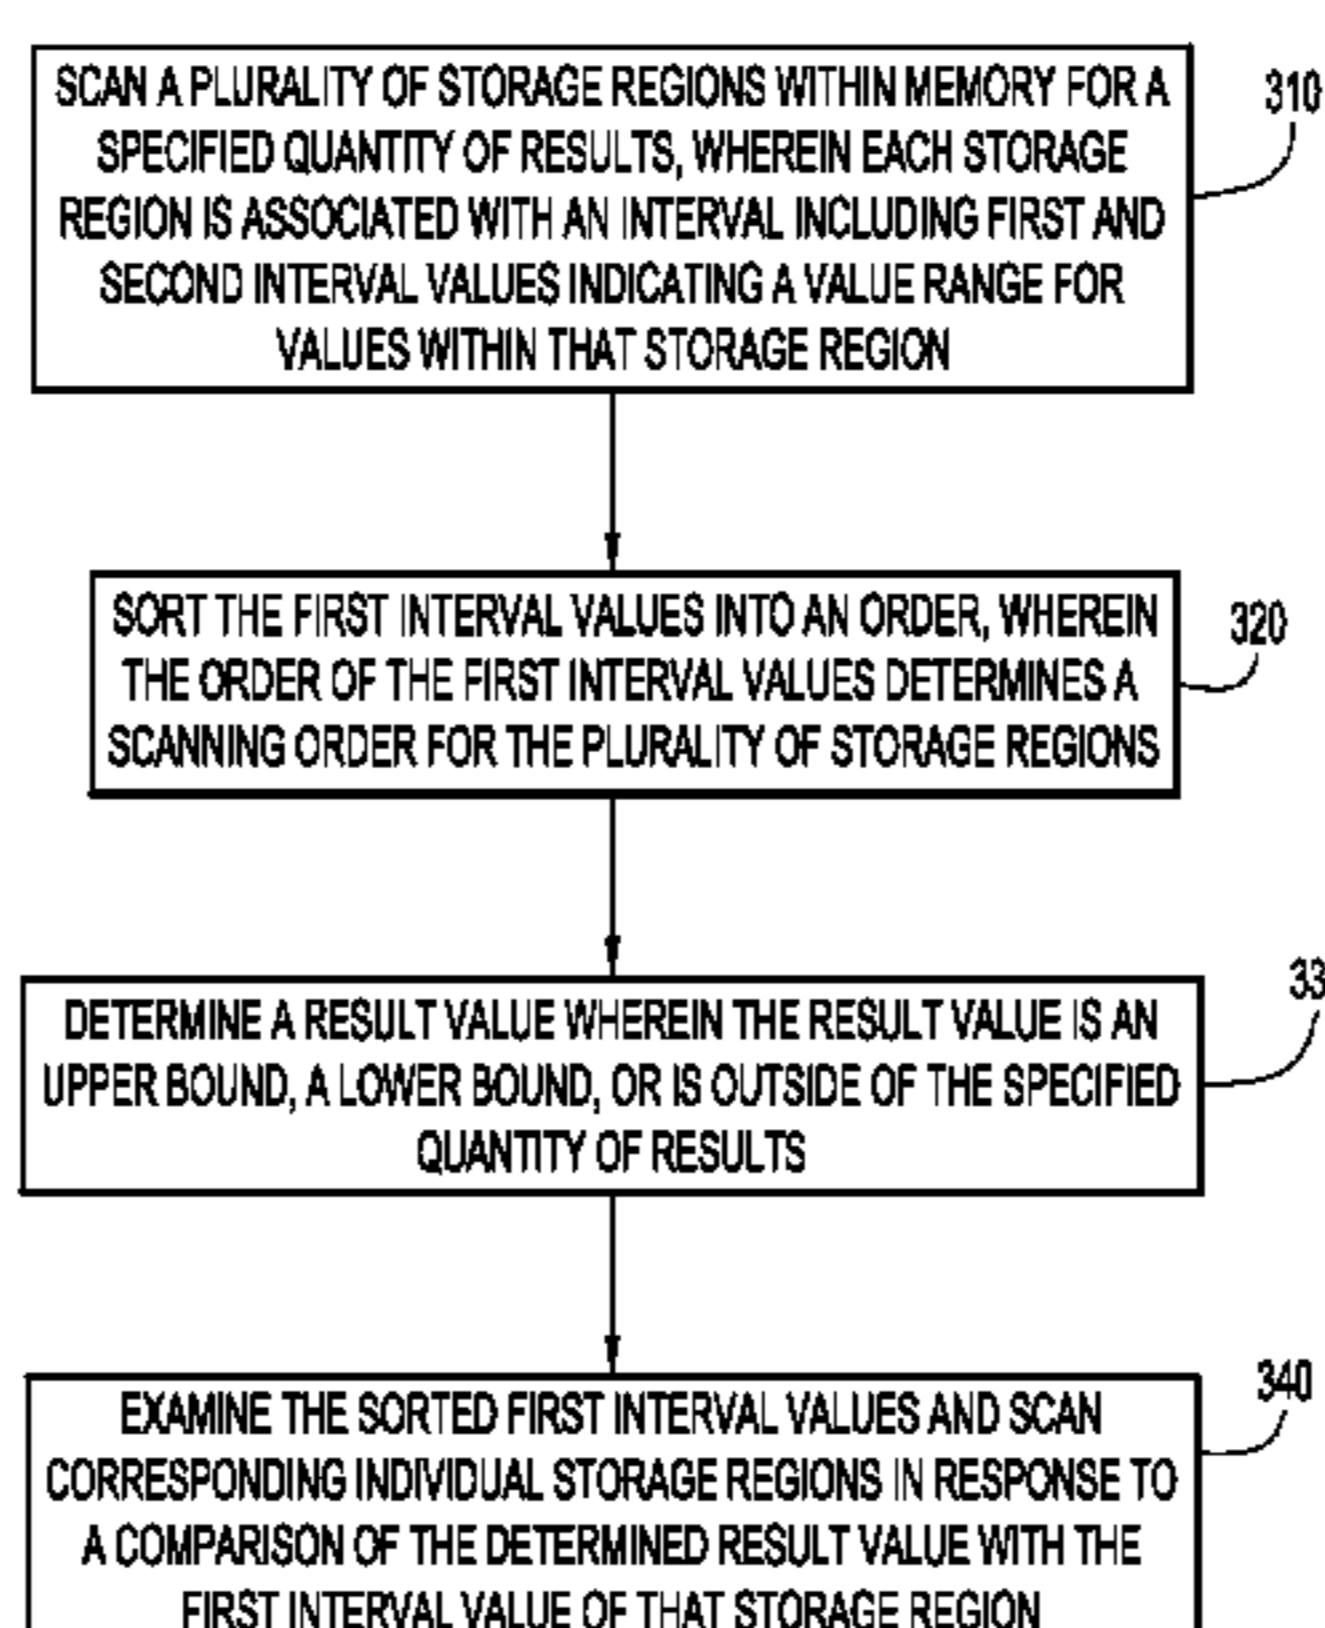 SCAN A PLURALITY OF STORAGE REGIONS WITHIN MEMORY FOR A
SPECIFIED QUANTITY OF RESULTS, WHEREIN EACH STORAGE
REGION IS ASSOCIATED WITH AN INTERVAL INCLUDING FIRST AND
SECOND INTERVAL VALUES INDICATING A VALUE RANGE FOR
VALUES WITHIN THAT STORAGE REGION
310
SORT THE FIRST INTERVAL VALUES INTO AN ORDER, WHEREIN
THE ORDER OF THE FIRST INTERVAL VALUES DETERMINES A
SCANNING ORDER FOR THE PLURALITY OF STORAGE REGIONS
320
DETERMINE A RESULT VALUE WHEREIN THE RESULT VALUE IS AN
UPPER BOUND, A LOWER BOUND, OR IS OUTSIDE OF THE SPECIFIED
QUANTITY OF RESULTS
33
EXAMINE THE SORTED FIRST INTERVAL VALUES AND SCAN
CORRESPONDING INDIVIDUAL STORAGE REGIONS IN RESPONSE TO
A COMPARISON OF THE DETERMINED RESULT VALUE WITH THE
FIRST INTERVAL VALUE OF THAT STORAGE REGION
340